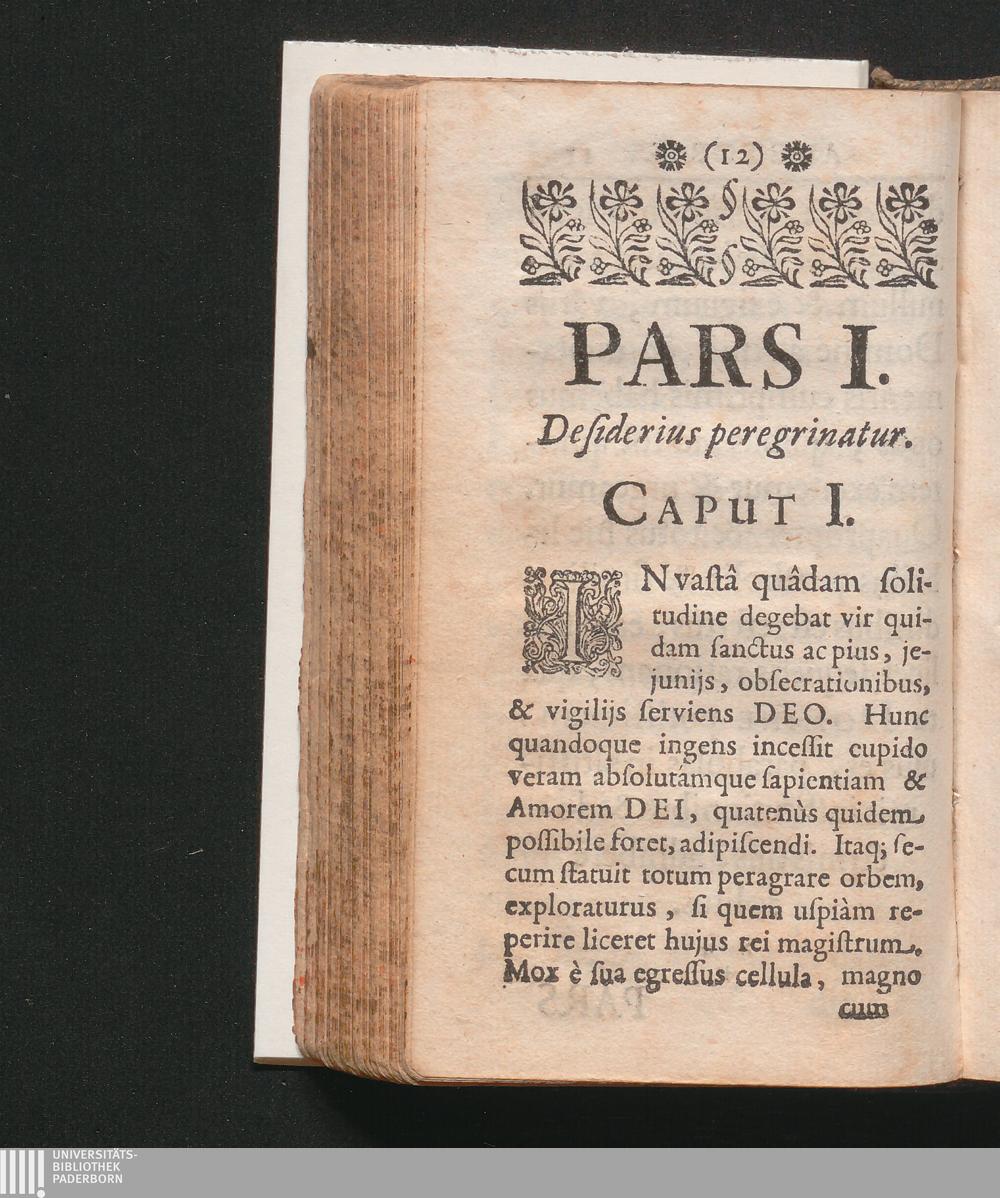 (12)
PARS I.
Deſiderius peregrinatur.
CAPUT I.
IN vaſtâ quâdam ſoli-
tudine degebat vir qui-
dam ſanctus ac pius, je-
junijs, obſecrationibus,
& vigilijs ſerviens DEO. Hunc
quandoque ingens inceſſit cupido
veram abſolutámque ſapientiam &
Amorem DEI, quatenùs quidem
poſſibile foret, adipiſcendi. Itaq; ſe-
cum ſtatuit totum peragrare orbem,
exploraturus, ſi quem uſpiàm re-
perire liceret hujus rei magiſtrum.
Mox è ſua egreſſus cellula, magno
cum
UNIVERSITÄTS-
BIBLIOTHEK
PADERBORN